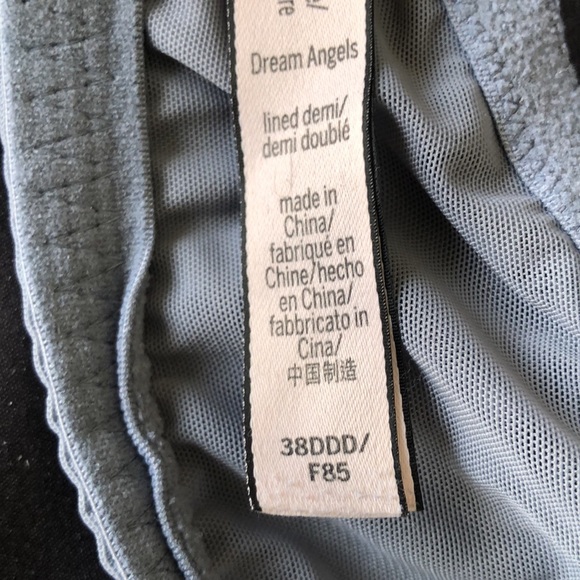 Dream Angels
lined demi/
demi doublé
made in
China/
fabriqué en
Chine/hecho
en China/
fabbricato in
Cina/
中国制造
38DDD/
F85